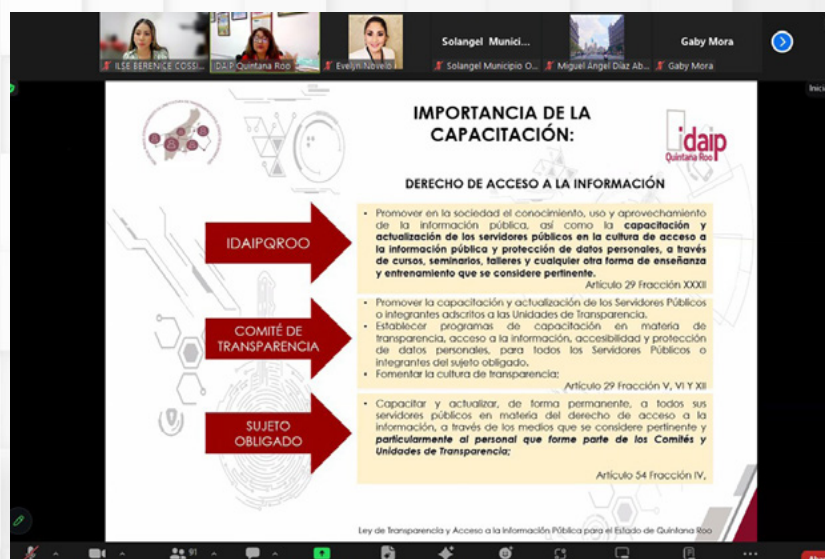 Solangel Munici...
Gaby Mora
ILSE BERENICE COSSI...
IDAIP Quintana Roo
Evelyn Novelo
Solangel Municipio O...
Miguel Ángel Díaz Ab...
Gaby Mora
Inicia
IMPORTANCIA DE LA
CAPACITACIÓN:
idaip
Quintana Roo
DERECHO DE ACCESO A LA INFORMACIÓN
IDAIPQROO
• Promover en la sociedad el conocimiento, uso y aprovechamiento
de la información pública, así como la capacitación y
actualización de los servidores públicos en la cultura de acceso a
la información pública y protección de datos personales, a través
de cursos, seminarios, talleres y cualquier otra forma de enseñanza
y entrenamiento que se considere pertinente.
Artículo 29 Fracción XXXII
COMITÉ DE
TRANSPARENCIA
• Promover la capacitación y actualización de los Servidores Públicos
o integrantes adscritos a las Unidades de Transparencia.
• Establecer programas de capacitación en materia de
transparencia, acceso a la información, accesibilidad y protección
de datos personales, para todos los Servidores Públicos o
integrantes del sujeto obligado.
• Fomentar la cultura de transparencia;
Artículo 29 Fracción V, VI Y XII
SUJETO
OBLIGADO
• Capacitar y actualizar, de forma permanente, a todos sus
servidores públicos en materia del derecho de acceso a la
información, a través de los medios que se considere pertinente y
particularmente al personal que forme parte de los Comités y
Unidades de Transparencia;
Artículo 54 Fracción IV,
Ley de Transparencia y Acceso a la Información Pública para el Estado de Quintana Roo
91